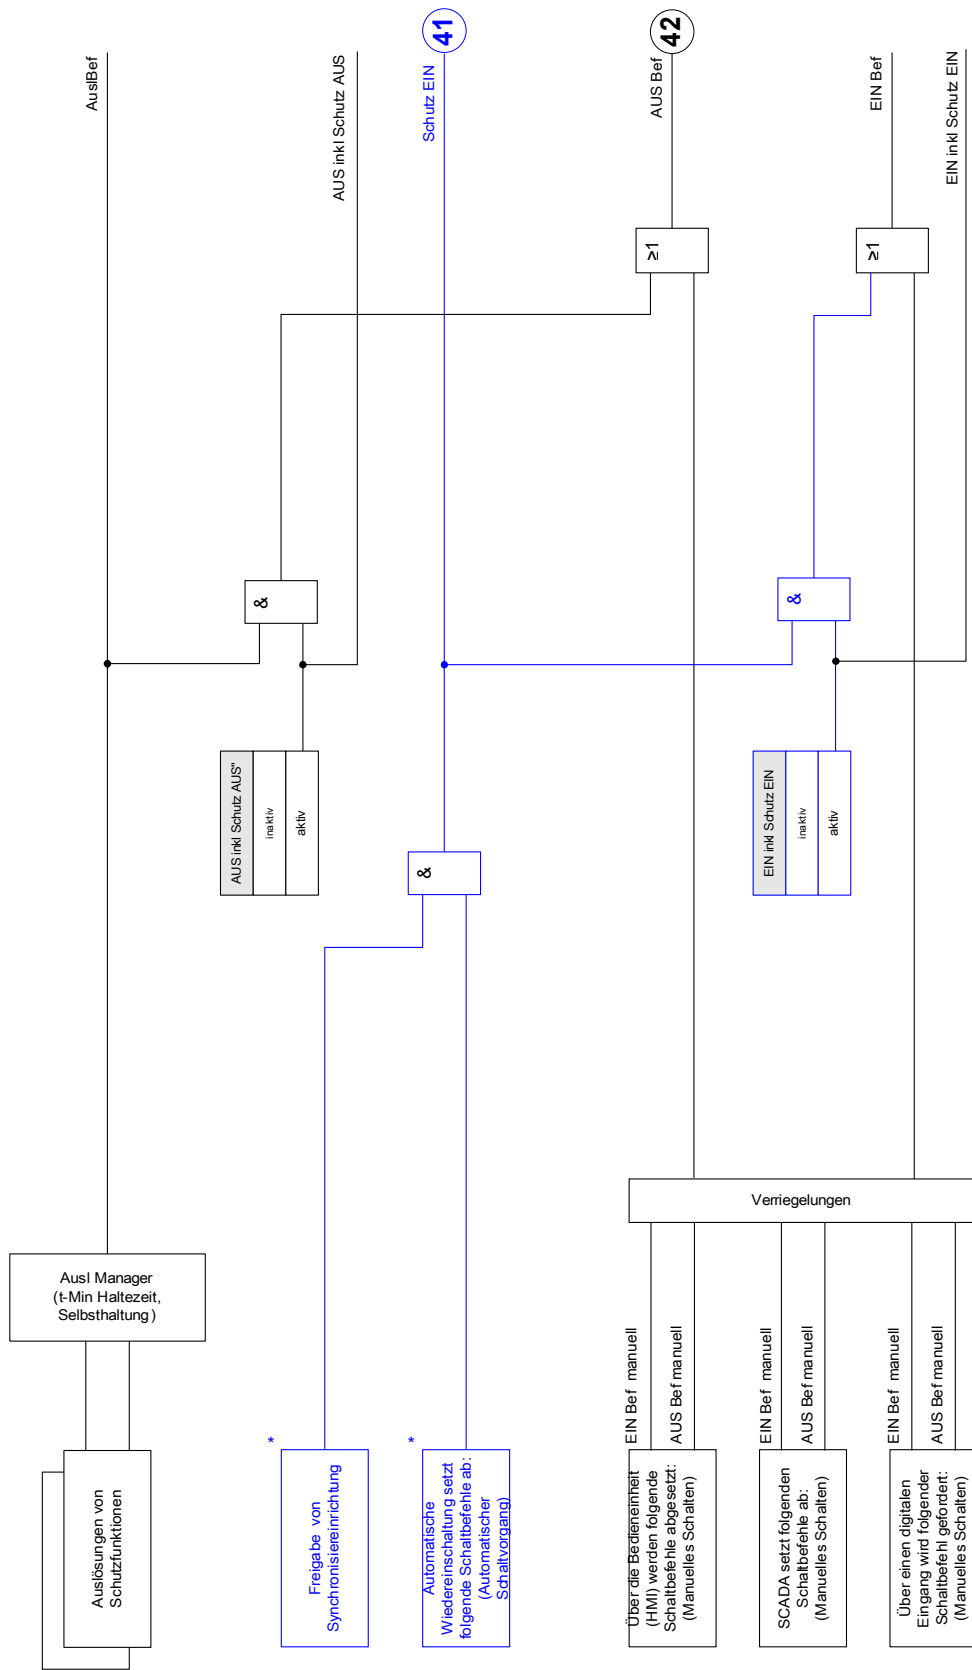 Auslösungen von
Schutzfunktionen
Ausl Manager
(t-Min Haltezeit,
Selbsthaltung)
AuslBef
AUS inkl Schutz AUS"
inaktiv
aktiv
&
AUS inkl Schutz AUS
*
Freigabe von
Synchronisiereinrichtung
*
Automatische
Wiedereinschaltung setzt
folgende Schaltbefehle ab:
(Automatischer
Schaltvorgang)
&
Schutz EIN
41
Über die Bedieneinheit
(HMI) werden folgende
Schaltbefehle abgesetzt:
(Manuelles Schalten)
EIN Bef manuell
AUS Bef manuell
SCADA setzt folgenden
Schaltbefehle ab:
(Manuelles Schalten)
EIN Bef manuell
AUS Bef manuell
Über einen digitalen
Eingang wird folgender
Schaltbefehl gefordert:
(Manuelles Schalten)
EIN Bef manuell
AUS Bef manuell
Verriegelungen
≥1
AUS Bef
42
EIN inkl Schutz EIN
inaktiv
aktiv
&
≥1
EIN Bef
EIN inkl Schutz EIN